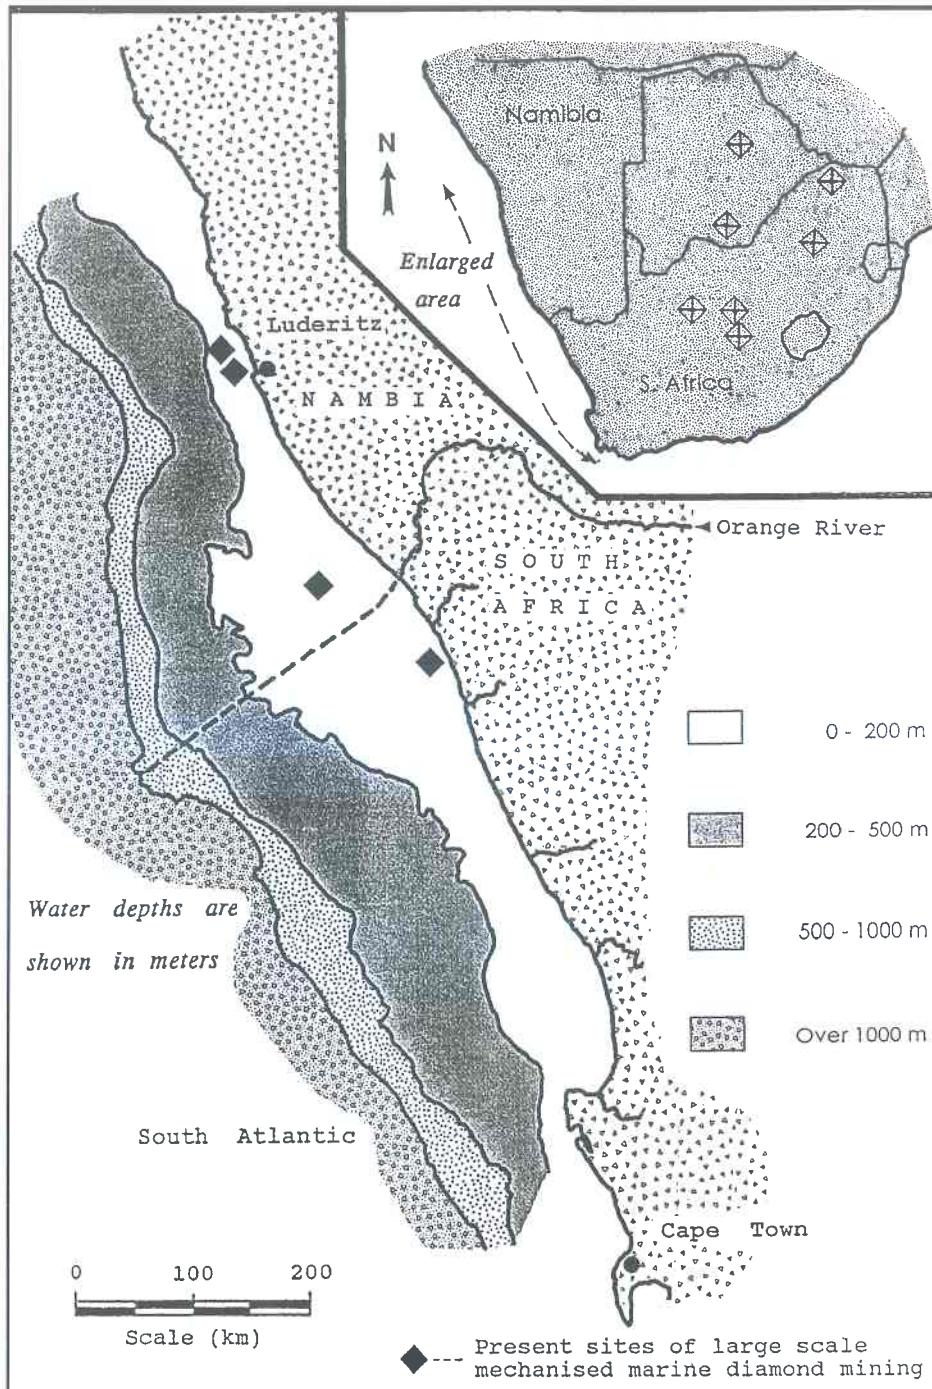 Namibia
N
Enlarged
area
Luderitz
NAMBIA
S. Africa
Orange River
SOUTH
AFRICA
0 - 200 m
200 - 500 m
500 - 1000 m
Over 1000 m
Water depths are
shown in meters
South Atlantic
Cape Town
0 100 200
Scale (km)
Present sites of large scale
mechanised marine diamond mining